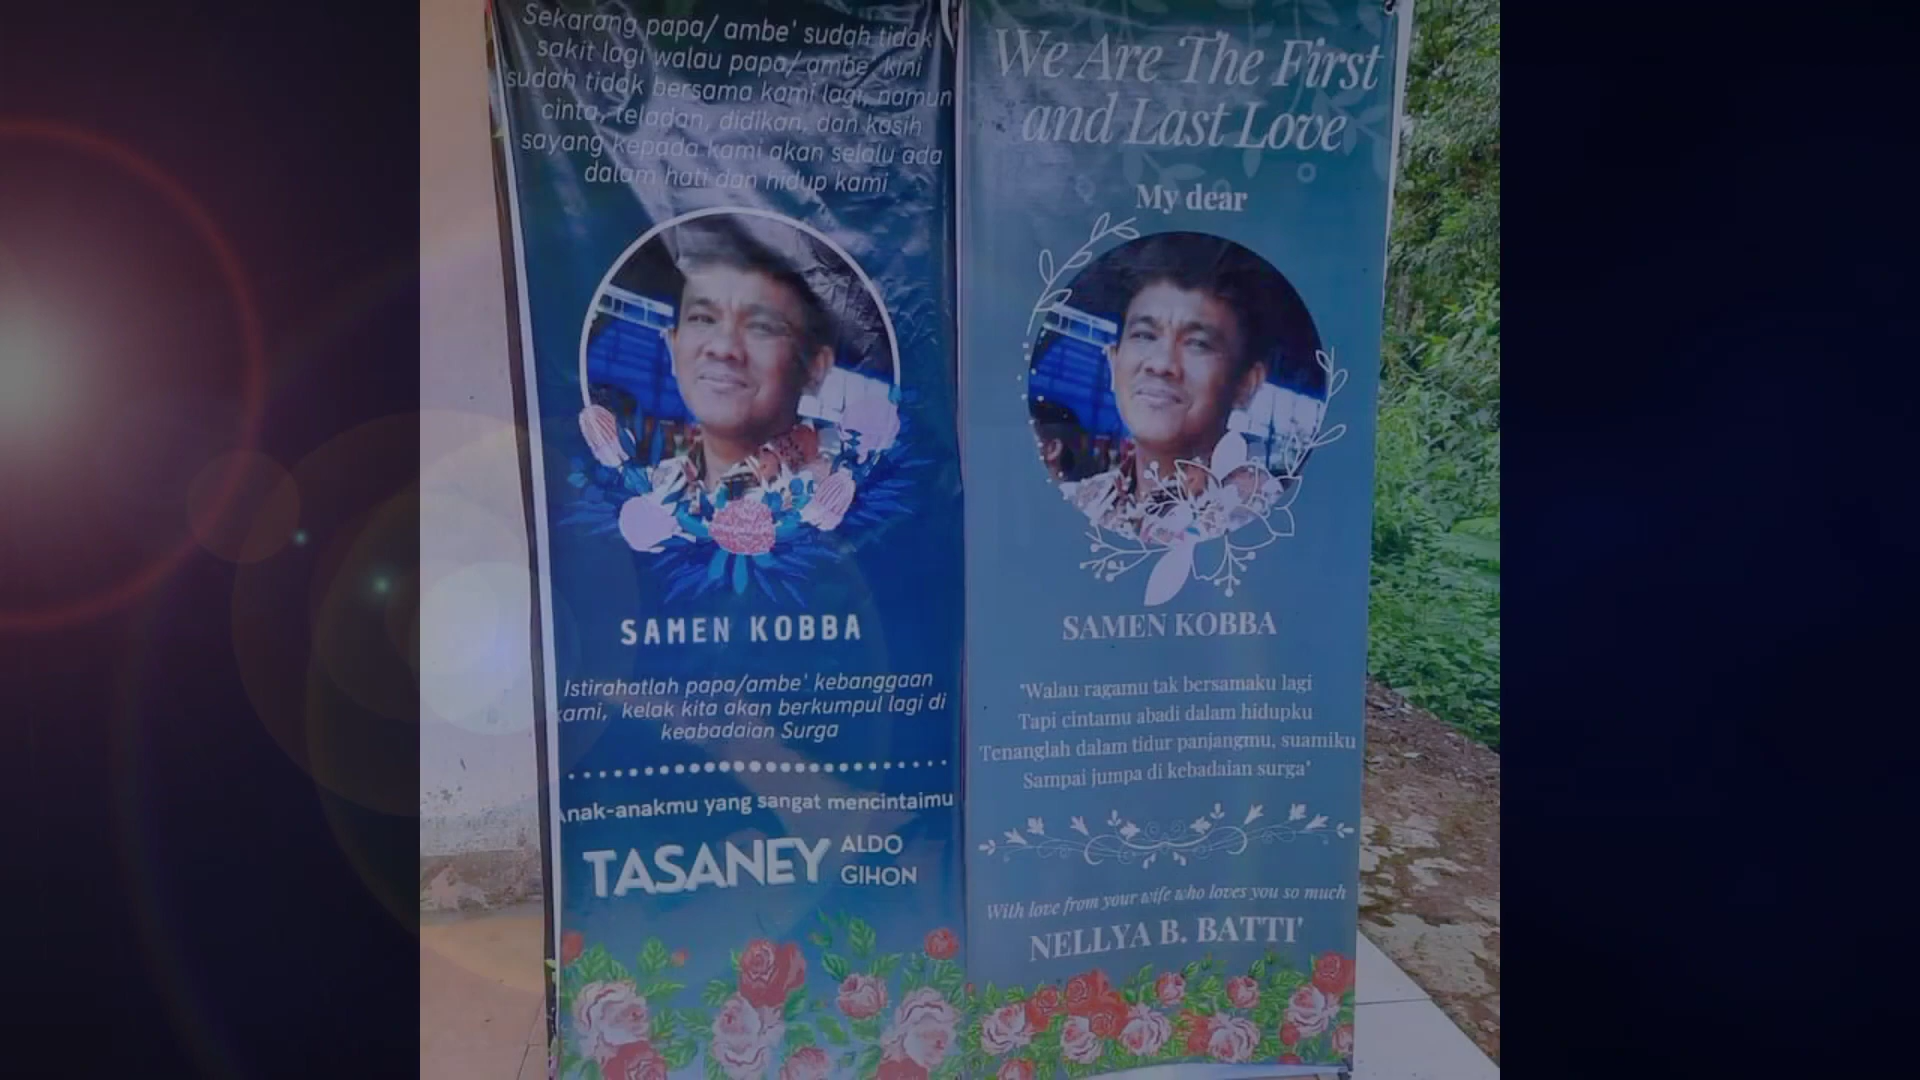 Sekarang papa/ ambe' sudah tidak
sakit lagi walau papa/ ambe' kini
sudah tidak bersama kami lagi, namun
cinta, teladan, didikan, dan kasih
sayang kepada kami akan selalu ada
dalam hati dan hidup kami
SAMEN KOBBA
Istirahatlah papa/ambe' kebanggaan
kami, kelak kita akan berkumpul lagi di
keabadaian Surga
Anak-anakmu yang sangat mencintaimu
TASANEY
ALDO
GIHON
We Are The First
and Last Love
My dear
SAMEN KOBBA
"Walau ragamu tak bersamaku lagi
Tapi cintamu abadi dalam hidupku
Tenanglah dalam tidur panjangmu, suamiku
Sampai jumpa di kebadaian surga"
With love from your wife who loves you so much
NELLYA B. BATTI'